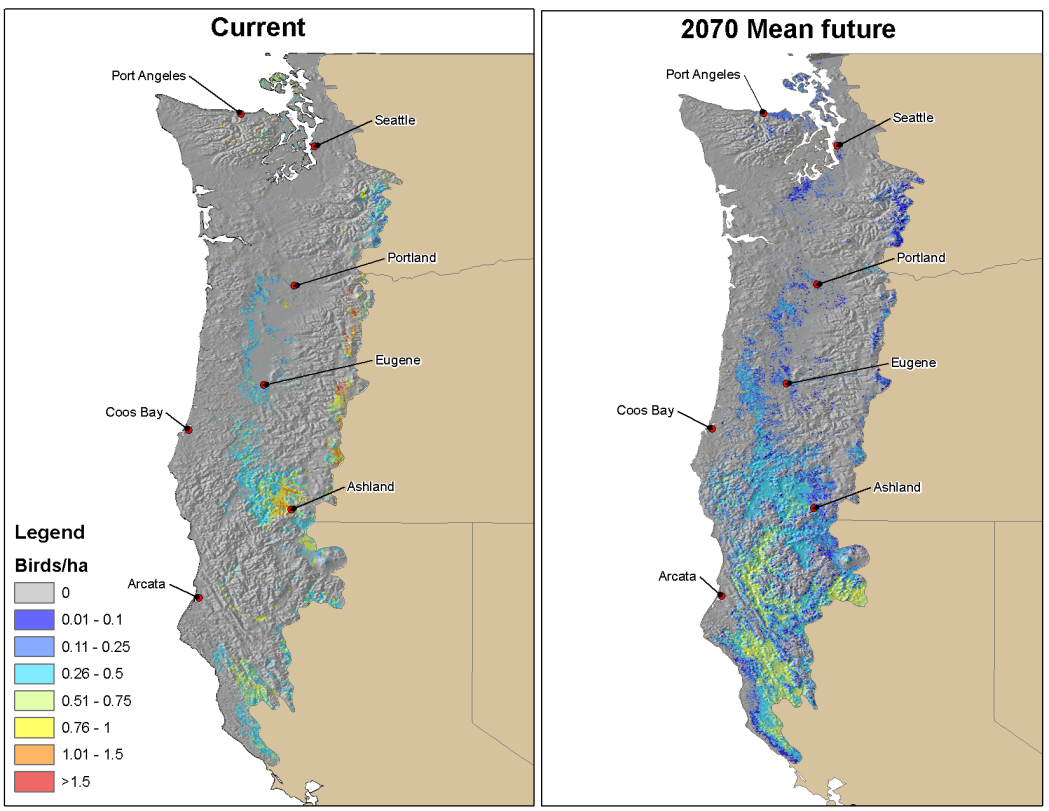 Current
Port Angeles
Seattle
Portland
Eugene
Coos Bay
Ashland
Arcata
Legend
Birds/ha
0
0.01 - 0.1
0.11 - 0.25
0.26 - 0.5
0.51 - 0.75
0.76 - 1
1.01 - 1.5
>1.5
2070 Mean future
Port Angeles
Seattle
Portland
Eugene
Coos Bay
Ashland
Arcata